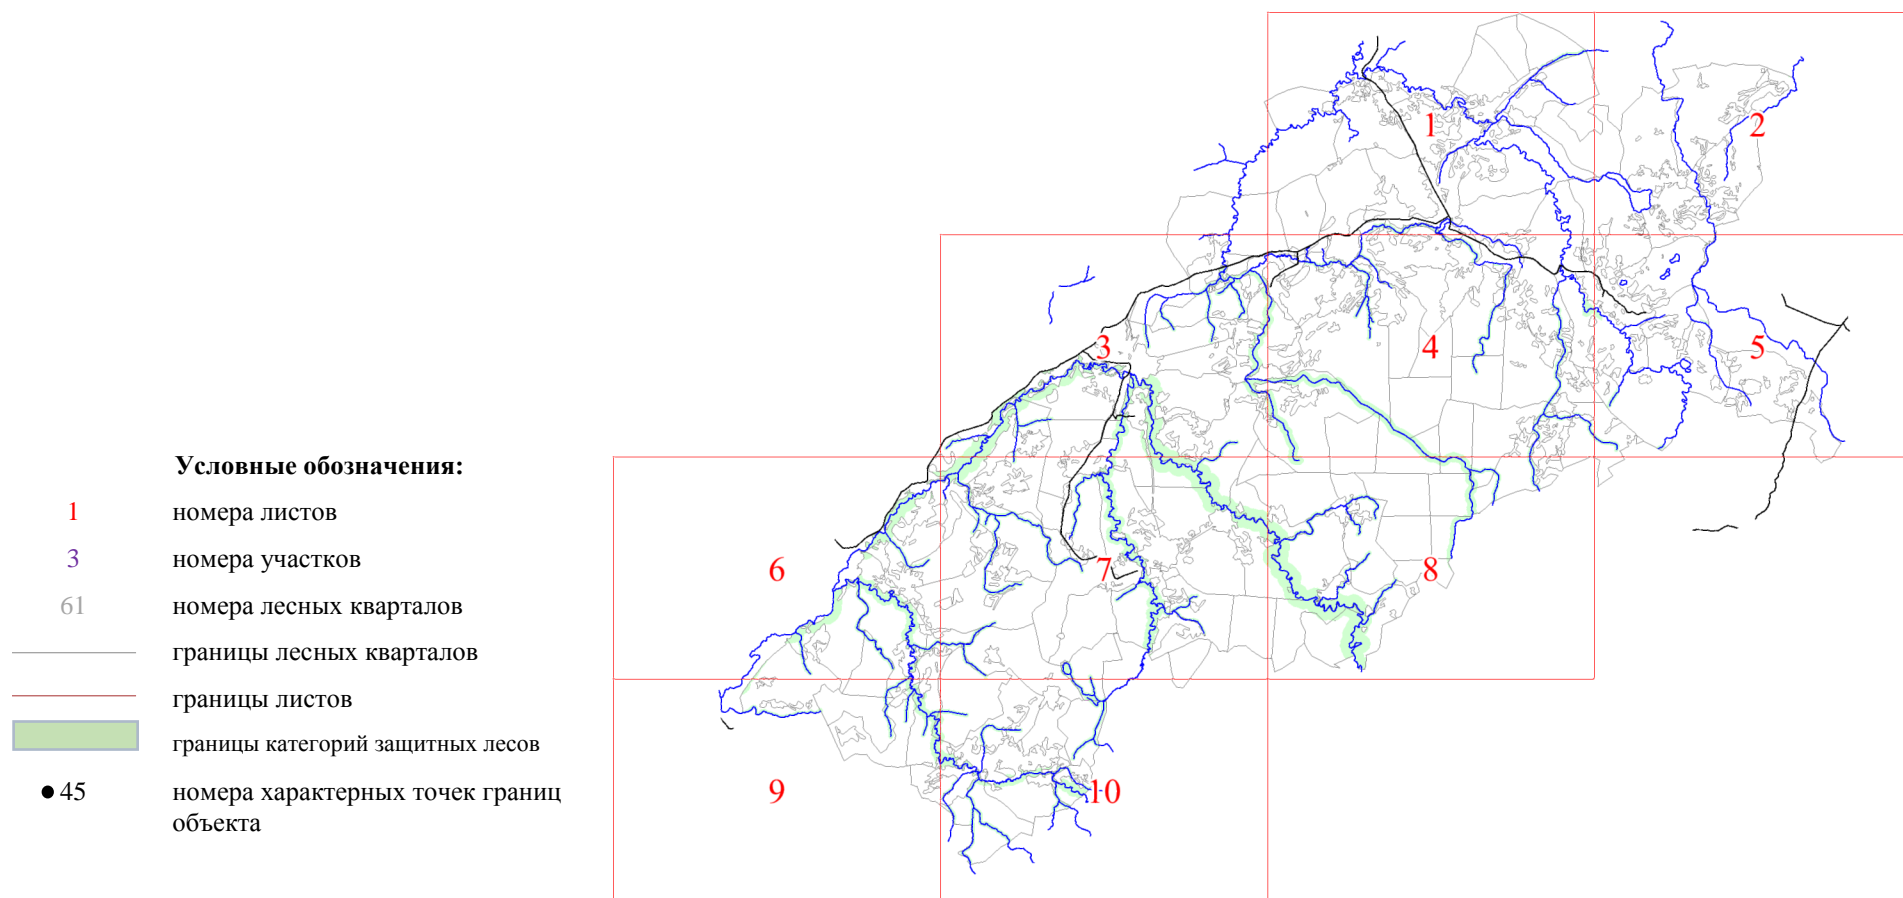 Условные обозначения:
1 номера листов
3 номера участков
61 номера лесных кварталов
границы лесных кварталов
границы листов
границы категорий защитных лесов
45 номера характерных точек границ
объекта
1
2
3
4
5
6
7
8
9
10